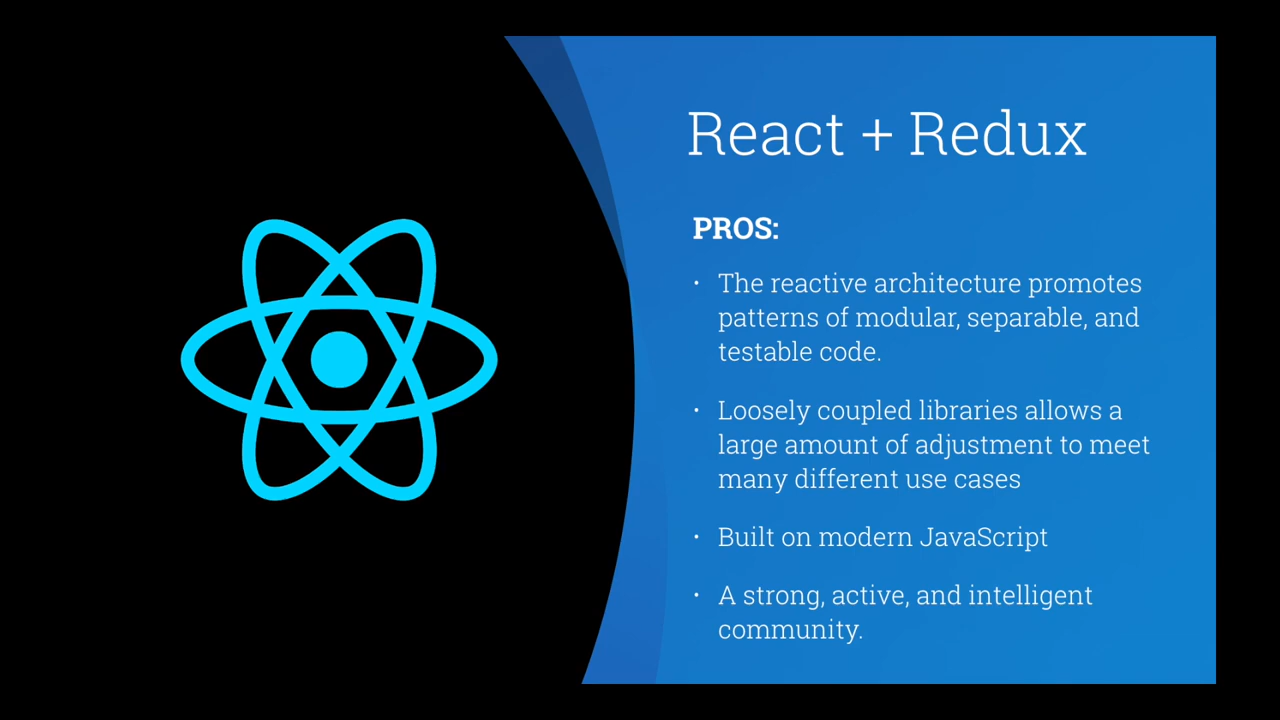 React + Redux
PROS:
• The reactive architecture promotes
patterns of modular, separable, and
testable code.
• Loosely coupled libraries allows a
large amount of adjustment to meet
many different use cases
• Built on modern JavaScript
• A strong, active, and intelligent
community.